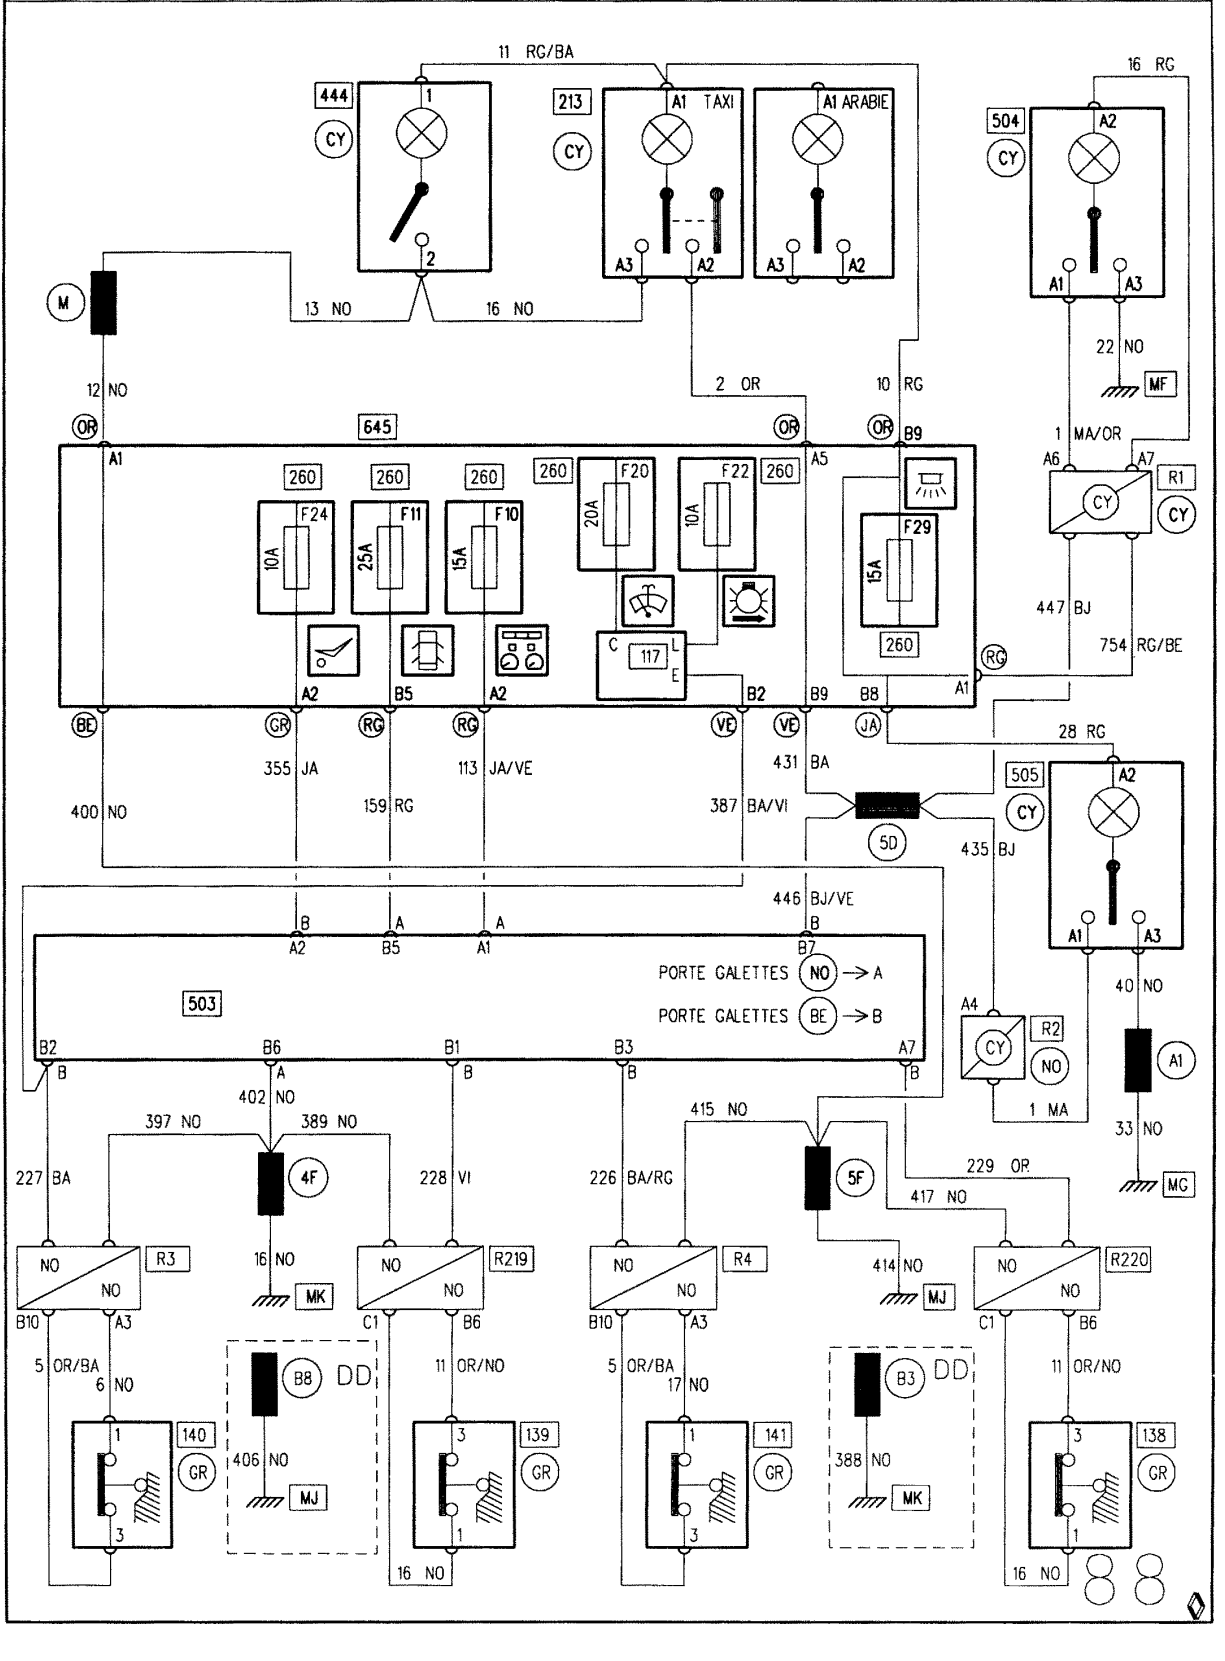 11 RG/BA
16 RG
444
1
CY
213
A1 TAXI
CY
A1 ARABIE
504
A2
CY
2
A3
A2
A3
A2
A1
A3
M
13 NO
16 NO
22 NO
MF
12 NO
2 OR
10 RG
OR
645
OR
OR
B9
1 MA/OR
A6
A7
R1
A1
A5
CY
CY
260
260
260
260
F20
F22
260
F24
F11
F10
20A
10A
F29
10A
25A
15A
15A
447 BJ
C
L
117
E
260
754 RG/BE
RG
A2
B5
A2
B2
B9
B8
A1
BE
GR
RG
RG
VE
VE
JA
28 RG
355 JA
113 JA/VE
431 BA
505
A2
400 NO
159 RG
387 BA/VI
CY
5D
435 BJ
446 BJ/VE
B
A
A
B
A2
B5
A1
B7
A1
A3
PORTE GALETTES NO → A
503
40 NO
PORTE GALETTES BE → B
A4
R2
CY
NO
A1
B2
B6
B1
B3
A7
B
A
B
B
B
402 NO
397 NO
389 NO
415 NO
1 MA
33 NO
227 BA
4F
228 VI
226 BA/RG
5F
229 OR
MG
417 NO
NO
R3
16 NO
NO
R219
NO
R4
414 NO
NO
R220
NO
MK
NO
NO
MJ
NO
B10
A3
C1
B6
B10
A3
C1
B6
5 OR/BA
6 NO
B8
DD
11 OR/NO
5 OR/BA
17 NO
B3
DD
11 OR/NO
1
140
3
139
1
141
3
138
GR
406 NO
GR
GR
388 NO
GR
MJ
MK
3
1
3
1
16 NO
16 NO
8 8